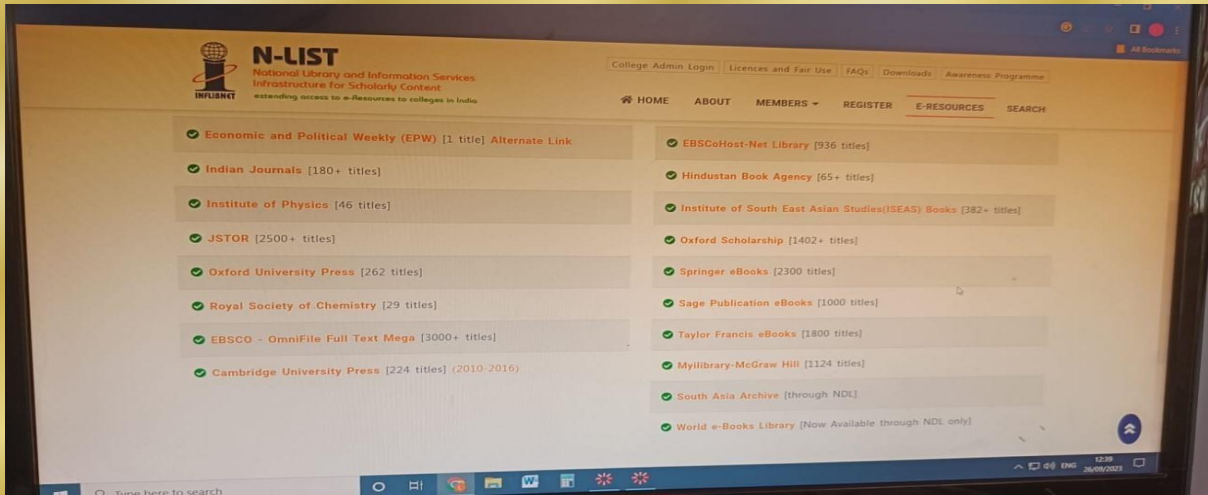 All Bookmarks
N-LIST
National Library and Information Services
Infrastructure for Scholarly Content
extending access to e-Resources to colleges in India
INFLIBNET
College Admin Login Licences and Fair Use FAQs Downloads Awareness Programme
HOME ABOUT MEMBERS REGISTER E-RESOURCES SEARCH
Economic and Political Weekly (EPW) [1 title] Alternate Link
Indian Journals [180+ titles]
Institute of Physics [46 titles]
JSTOR [2500+ titles]
Oxford University Press [262 titles]
Royal Society of Chemistry [29 titles]
EBSCO - OmniFile Full Text Mega [3000+ titles]
Cambridge University Press [224 titles] (2010-2016)
EBSCoHost-Net Library [936 titles]
Hindustan Book Agency [65+ titles]
Institute of South East Asian Studies(ISEAS) Books [382+ titles]
Oxford Scholarship [1402+ titles]
Springer eBooks [2300 titles]
Sage Publication eBooks [1000 titles]
Taylor Francis eBooks [1800 titles]
Myilibrary-McGraw Hill [1124 titles]
South Asia Archive [through NDL]
World e-Books Library [Now Available through NDL only]
Type here to search
W
ENG
12:39
26/09/2023